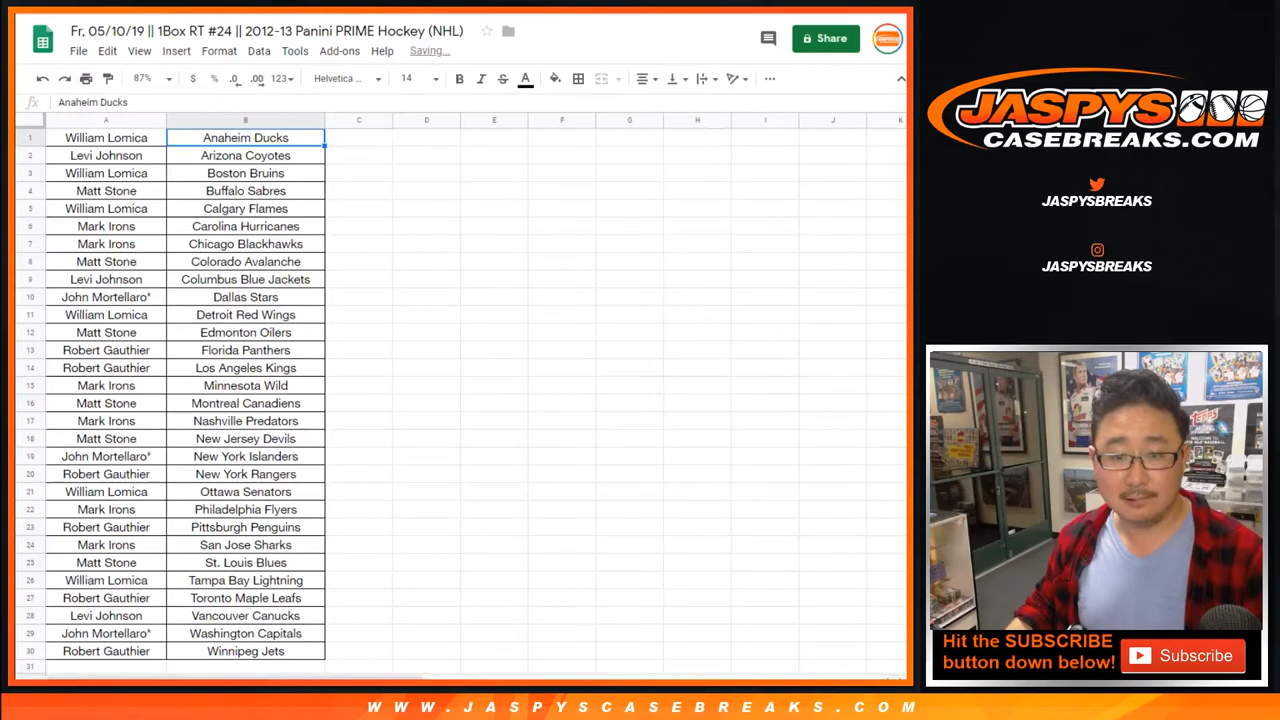 Fr, 05/10/19 || 1Box RT #24 || 2012-13 Panini PRIME Hockey (NHL)
File Edit View Insert Format Data Tools Add-ons Help Saving...
Share
87% $ % .0 .00 123 Helvetica ... 14 B I S A
fx Anaheim Ducks
A B C D E F G H I J K
1 William Lomica Anaheim Ducks
2 Levi Johnson Arizona Coyotes
3 William Lomica Boston Bruins
4 Matt Stone Buffalo Sabres
5 William Lomica Calgary Flames
6 Mark Irons Carolina Hurricanes
7 Mark Irons Chicago Blackhawks
8 Matt Stone Colorado Avalanche
9 Levi Johnson Columbus Blue Jackets
10 John Mortellaro* Dallas Stars
11 William Lomica Detroit Red Wings
12 Matt Stone Edmonton Oilers
13 Robert Gauthier Florida Panthers
14 Robert Gauthier Los Angeles Kings
15 Mark Irons Minnesota Wild
16 Matt Stone Montreal Canadiens
17 Mark Irons Nashville Predators
18 Matt Stone New Jersey Devils
19 John Mortellaro* New York Islanders
20 Robert Gauthier New York Rangers
21 William Lomica Ottawa Senators
22 Mark Irons Philadelphia Flyers
23 Robert Gauthier Pittsburgh Penguins
24 Mark Irons San Jose Sharks
25 Matt Stone St. Louis Blues
26 William Lomica Tampa Bay Lightning
27 Robert Gauthier Toronto Maple Leafs
28 Levi Johnson Vancouver Canucks
29 John Mortellaro* Washington Capitals
30 Robert Gauthier Winnipeg Jets
31
JASPYS
CASEBREAKS.COM
JASPYSBREAKS
JASPYSBREAKS
Topps
Hit the SUBSCRIBE
button down below!
Subscribe
WWW.JASPYSCASEBREAKS.COM